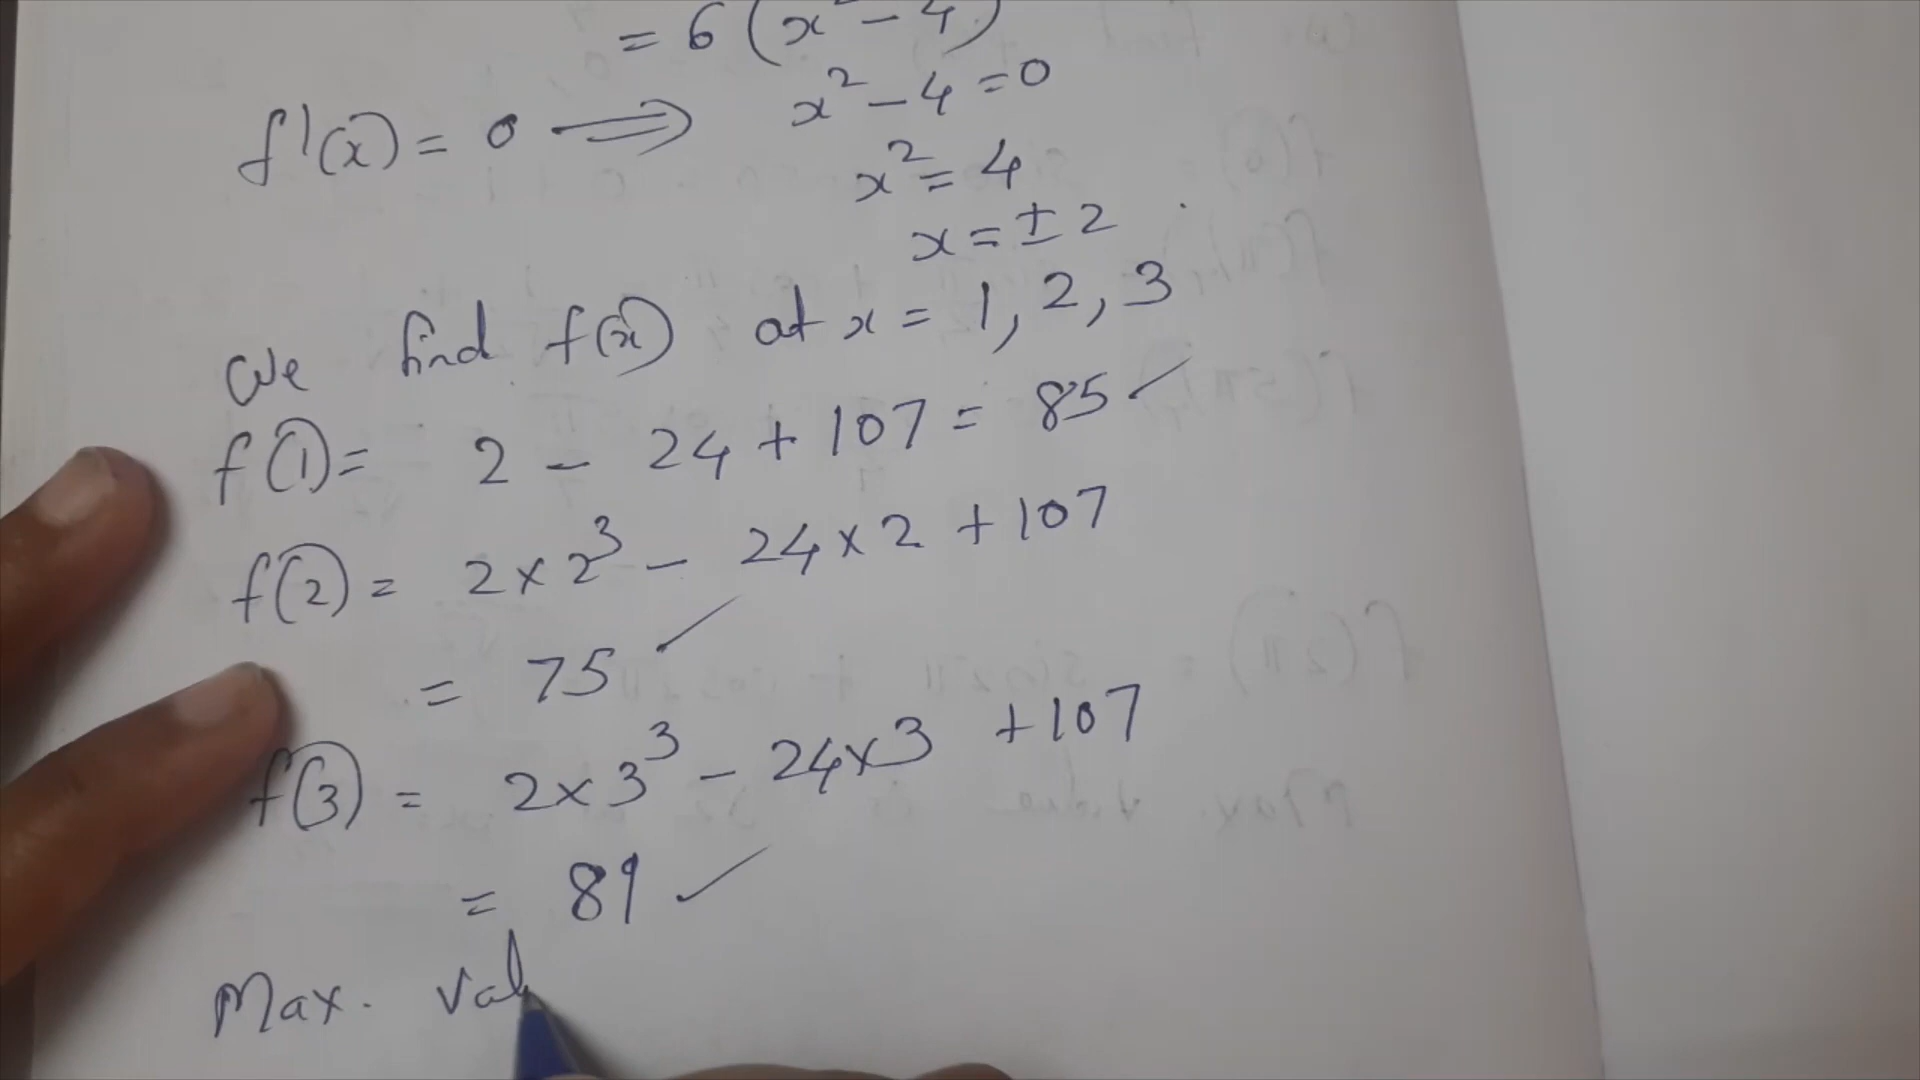 = 6 (x² - 4)
f'(x) = 0 ⟹ x² - 4 = 0
x² = 4
x = ± 2
We find f(x) at x = 1, 2, 3
f(1) = 2 - 24 + 107 = 85 ✓
f(2) = 2 × 2³ - 24 × 2 + 107
= 75 ✓
f(3) = 2 × 3³ - 24 × 3 + 107
= 89 ✓
Max. val